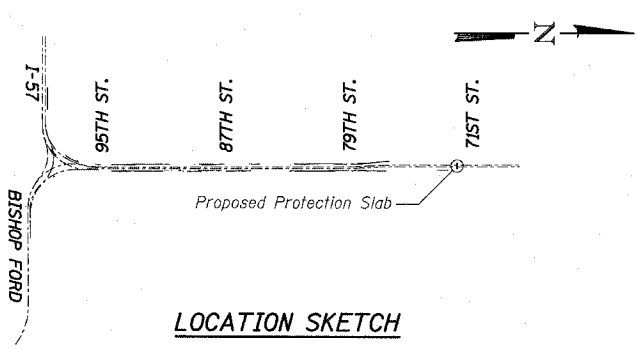 N
I-57
95TH ST.
87TH ST.
79TH ST.
71ST ST.
Proposed Protection Slab
BISHOP FORD
LOCATION SKETCH